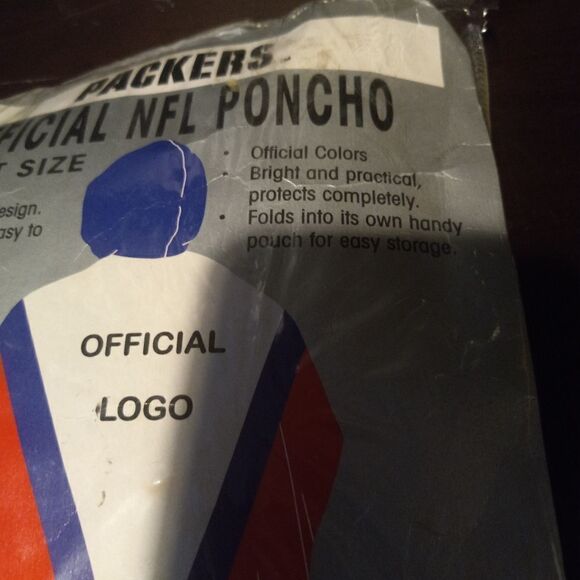 PACKERS
FICIAL NFL PONCHO
SIZE
• Official Colors
• Bright and practical,
protects completely.
• Folds into its own handy
pouch for easy storage.
esign.
asy to
OFFICIAL
LOGO